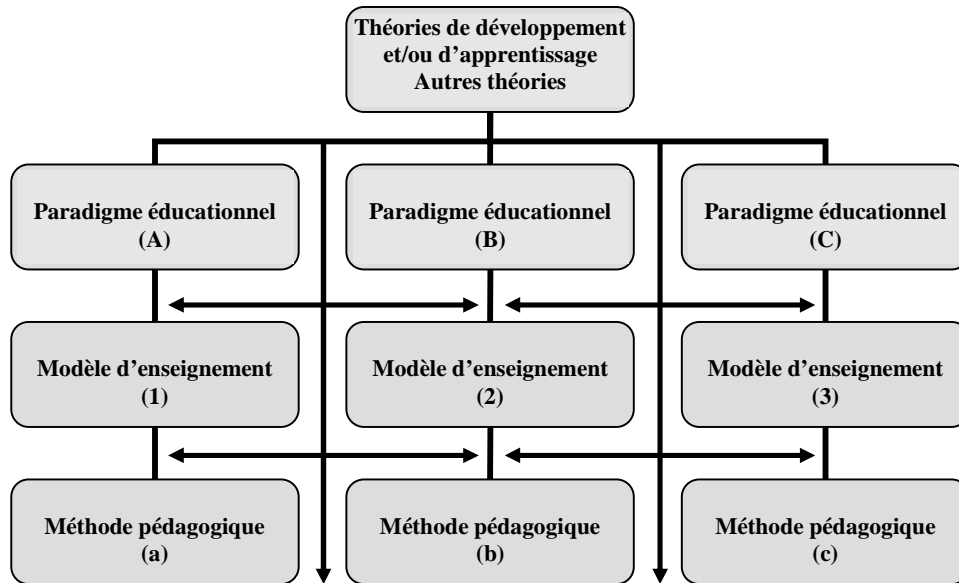 Théories de développement
et/ou d’apprentissage
Autres théories
Paradigme éducationnel
(A)
Paradigme éducationnel
(B)
Paradigme éducationnel
(C)
Modèle d’enseignement
(1)
Modèle d’enseignement
(2)
Modèle d’enseignement
(3)
Méthode pédagogique
(a)
Méthode pédagogique
(b)
Méthode pédagogique
(c)